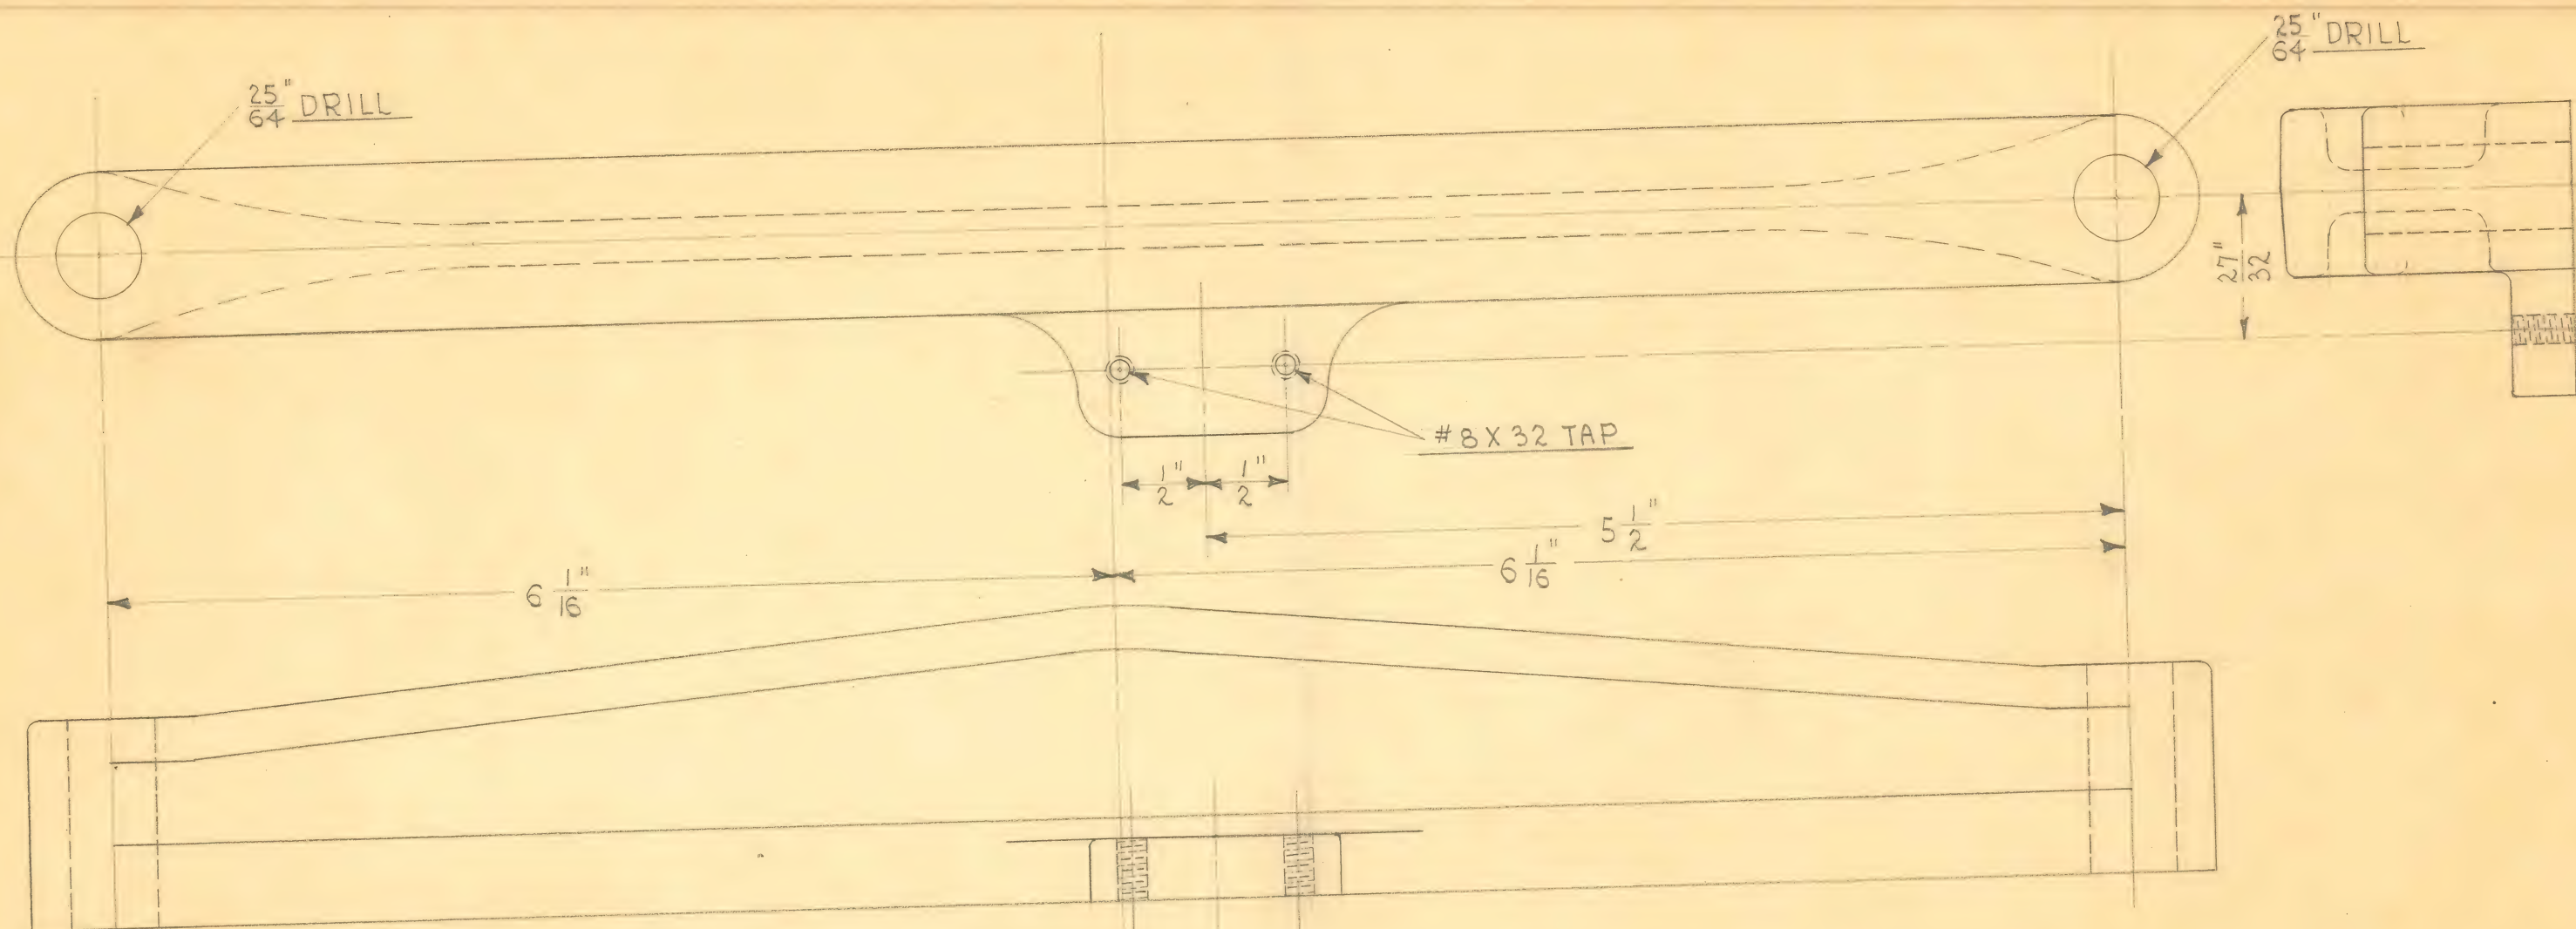 25/64" DRILL
25/64" DRILL
27/32"
#8 X 32 TAP
1/2" 1/2"
5 1/2"
6 1/16"
6 1/16"